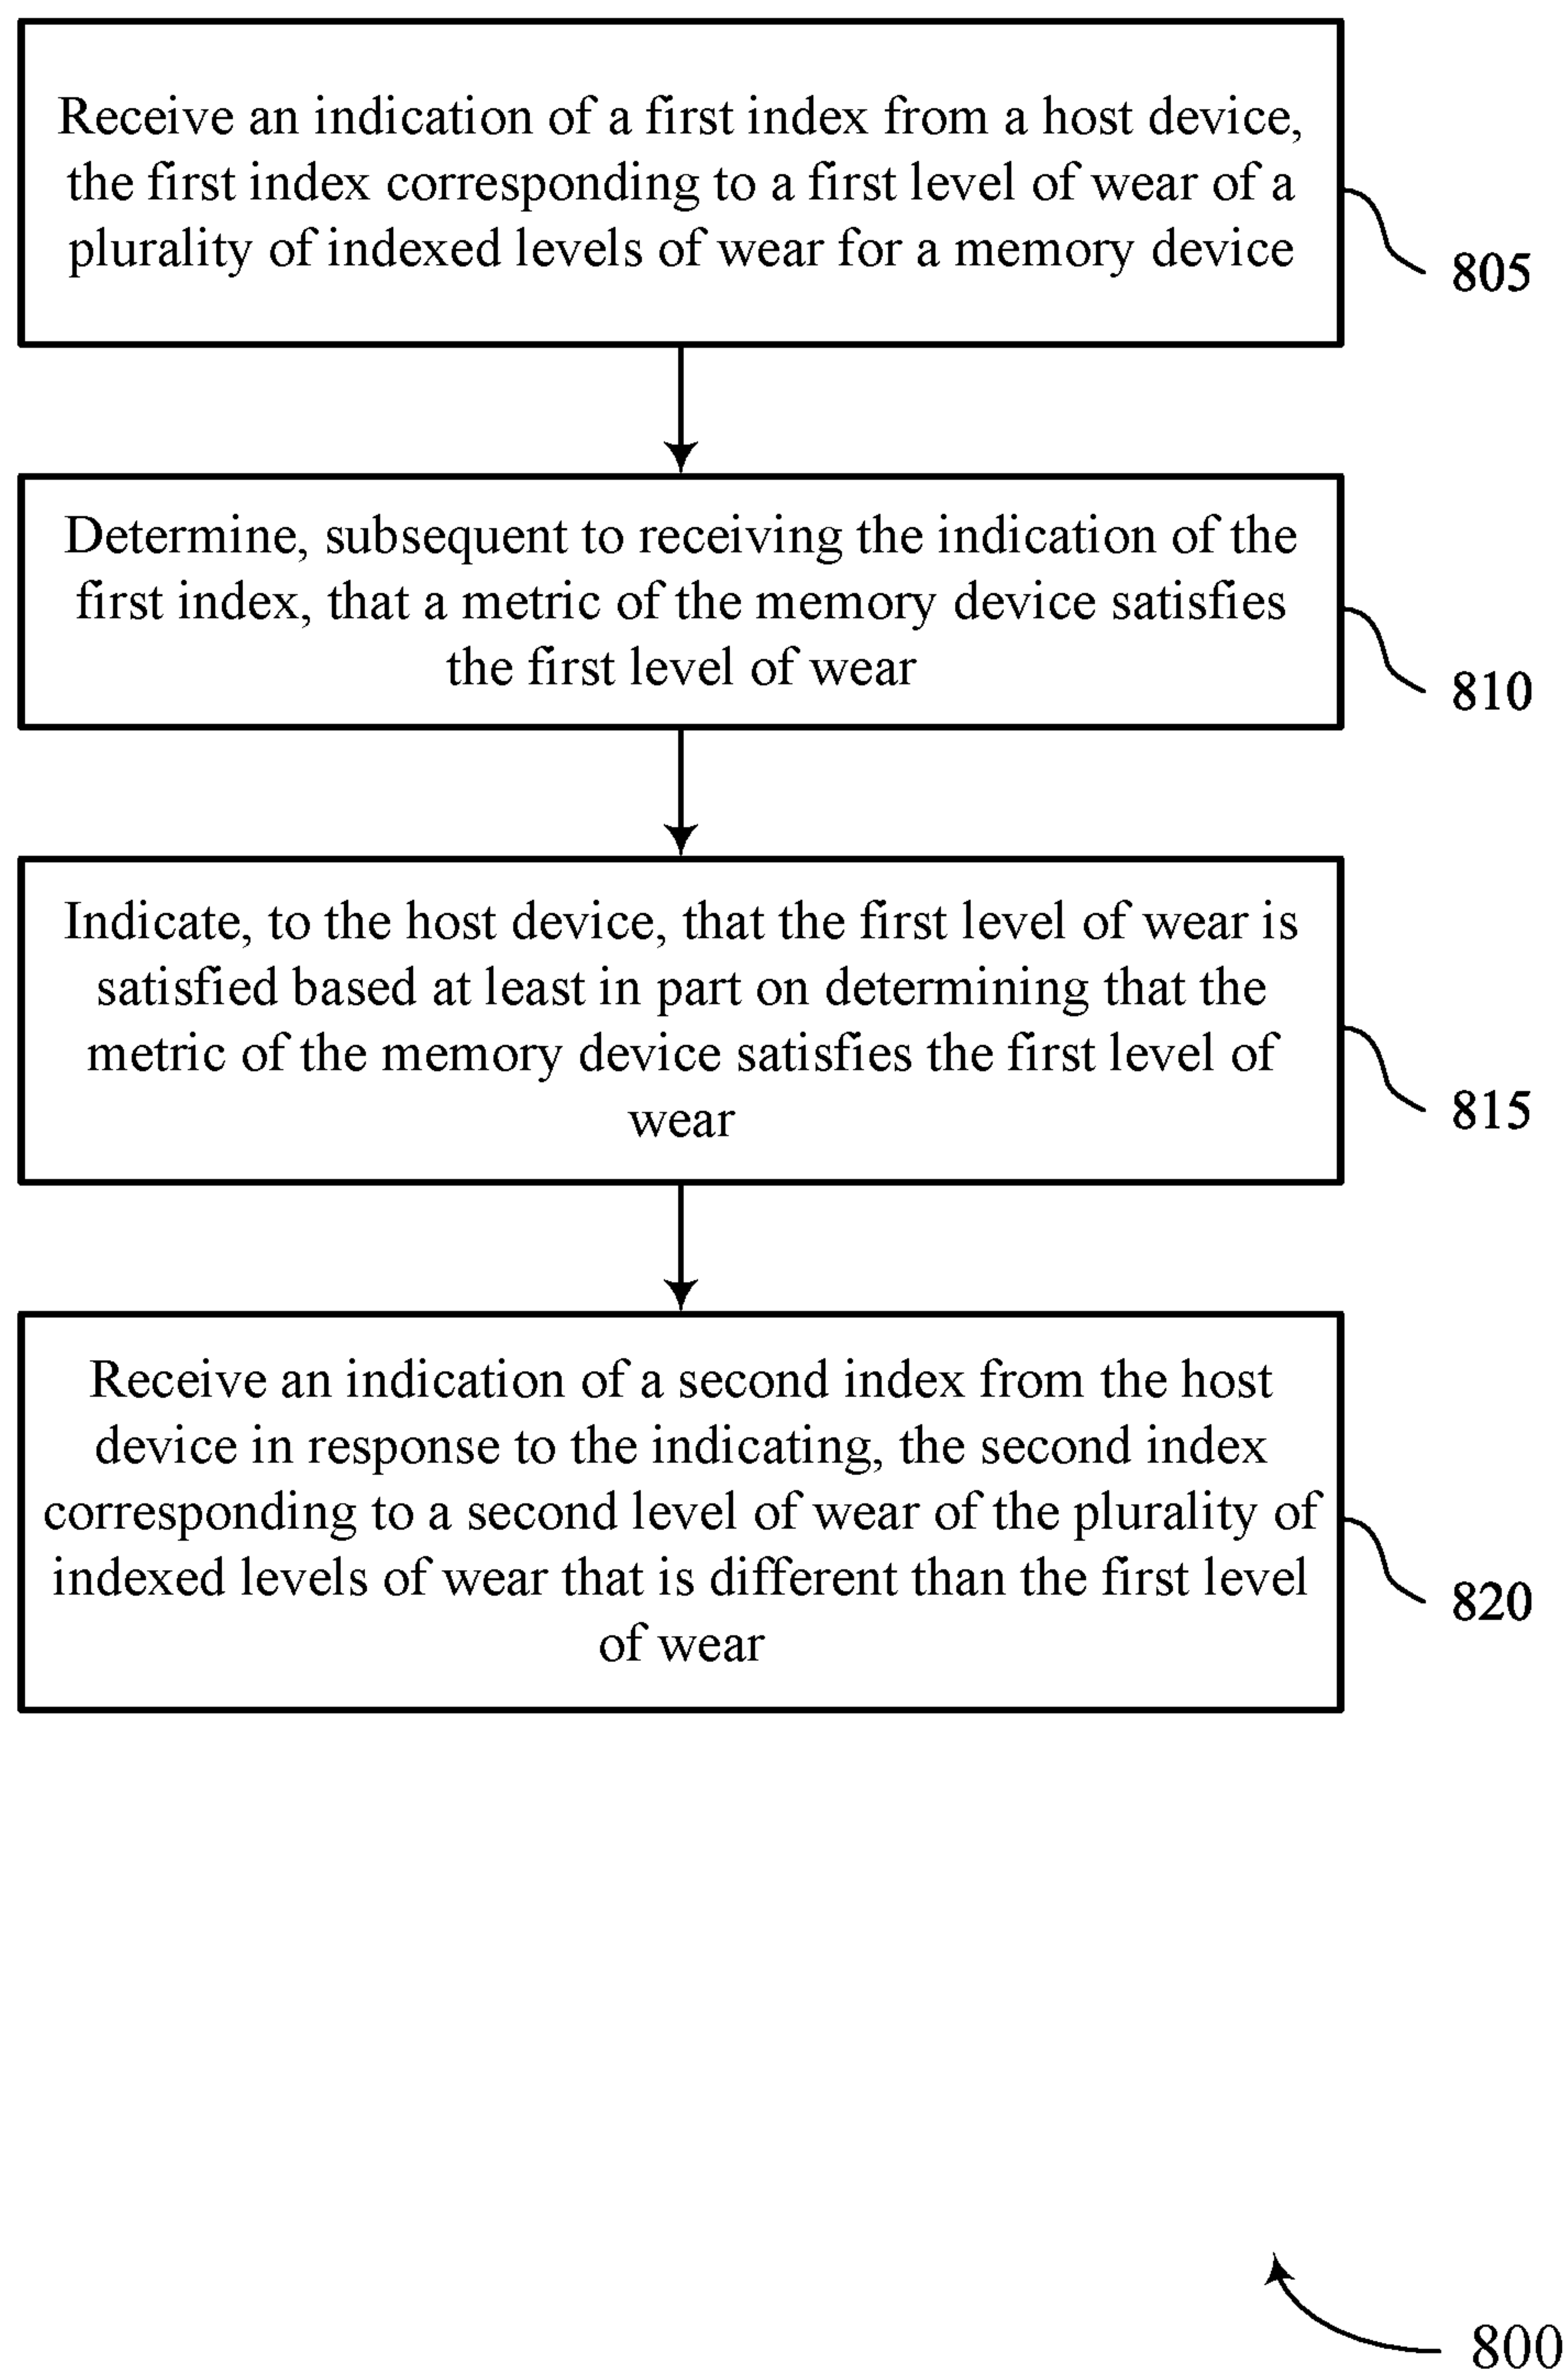 Receive an indication of a first index from a host device,
the first index corresponding to a first level of wear of a
plurality of indexed levels of wear for a memory device
805
Determine, subsequent to receiving the indication of the
first index, that a metric of the memory device satisfies
the first level of wear
810
Indicate, to the host device, that the first level of wear is
satisfied based at least in part on determining that the
metric of the memory device satisfies the first level of
wear
815
Receive an indication of a second index from the host
device in response to the indicating, the second index
corresponding to a second level of wear of the plurality of
indexed levels of wear that is different than the first level
of wear
820
800